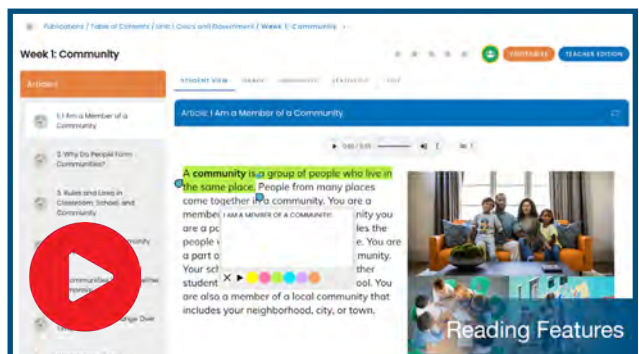 Publications / Table of Contents / Unit 1 Civics and Government / Week 1: Community
Week 1: Community
FAVORITES
TEACHER EDITION
Articles
STUDENT VIEW
Article: I Am a Member of a Community
1. I Am a Member of a
Community
2. Why Do People Form
Communities?
3. Rules and Laws in
Classroom, School, and
Community
0:00 / 0:55
A community is a group of people who live in
the same place. People from many places
come together in a community. You are a
I AM A MEMBER OF A COMMUNITY
are a
the
people
You are
a part
munity.
Your
student
You
are also a member of a local community that
includes your neighborhood, city, or town.
Reading Features